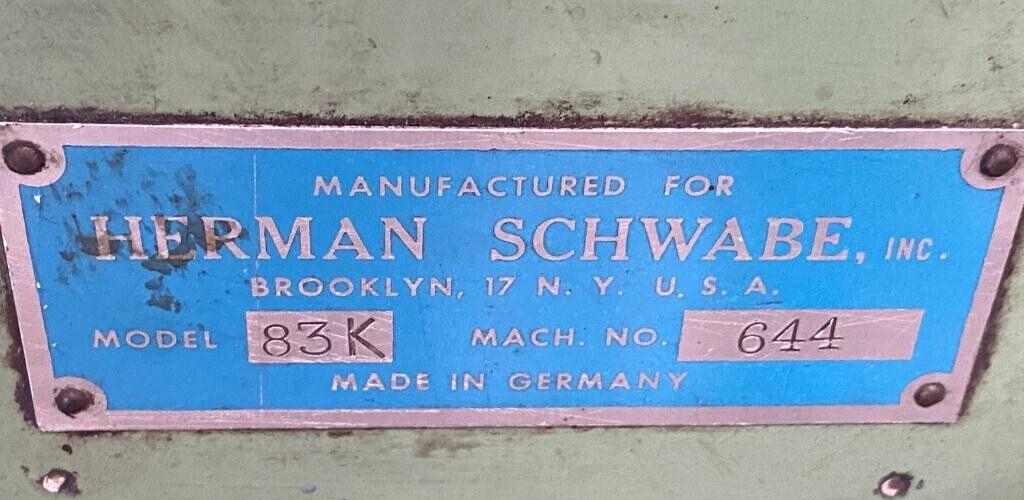 MANUFACTURED FOR
HERMAN SCHWABE, INC.
BROOKLYN, 17 N. Y. U. S. A.
MODEL 83K MACH. NO. 644
MADE IN GERMANY